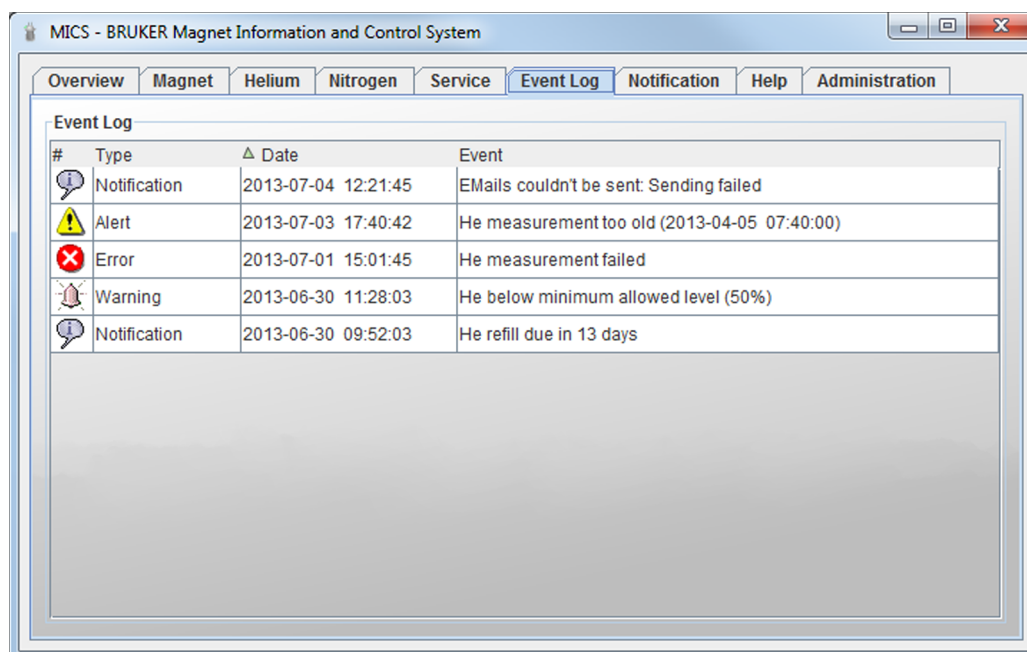 MICS - BRUKER Magnet Information and Control System
Overview Magnet Helium Nitrogen Service Event Log Notification Help Administration
Event Log
# Type Date Event
Notification 2013-07-04 12:21:45 EMails couldn't be sent: Sending failed
Alert 2013-07-03 17:40:42 He measurement too old (2013-04-05 07:40:00)
Error 2013-07-01 15:01:45 He measurement failed
Warning 2013-06-30 11:28:03 He below minimum allowed level (50%)
Notification 2013-06-30 09:52:03 He refill due in 13 days